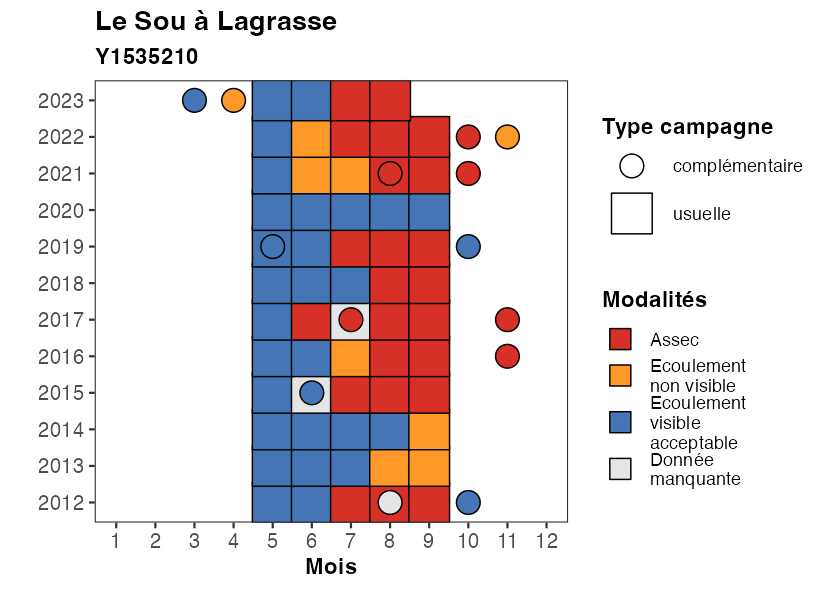 Le Sou à Lagrasse
Y1535210
2023
2022
2021
2020
2019
2018
2017
2016
2015
2014
2013
2012
1 2 3 4 5 6 7 8 9 10 11 12
Mois
Type campagne
complémentaire
usuelle
Modalités
Assec
Ecoulement
non visible
Ecoulement
visible
acceptable
Donnée
manquante